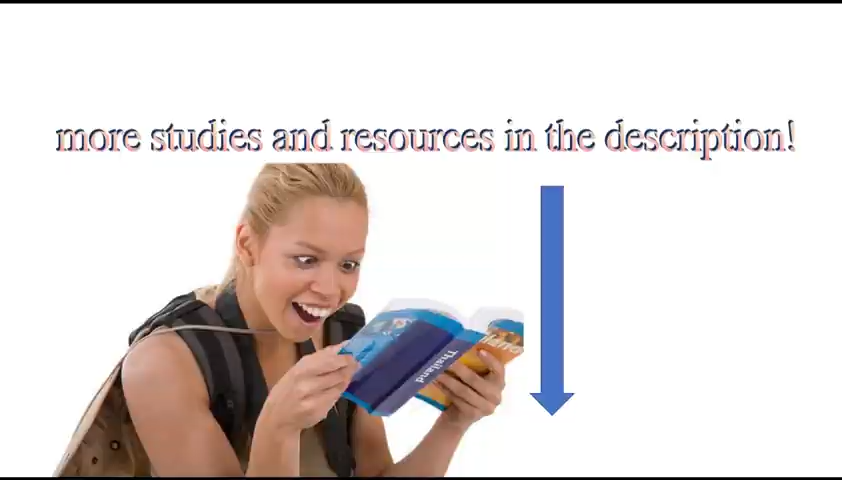 more studies and resources in the description!
Thailand